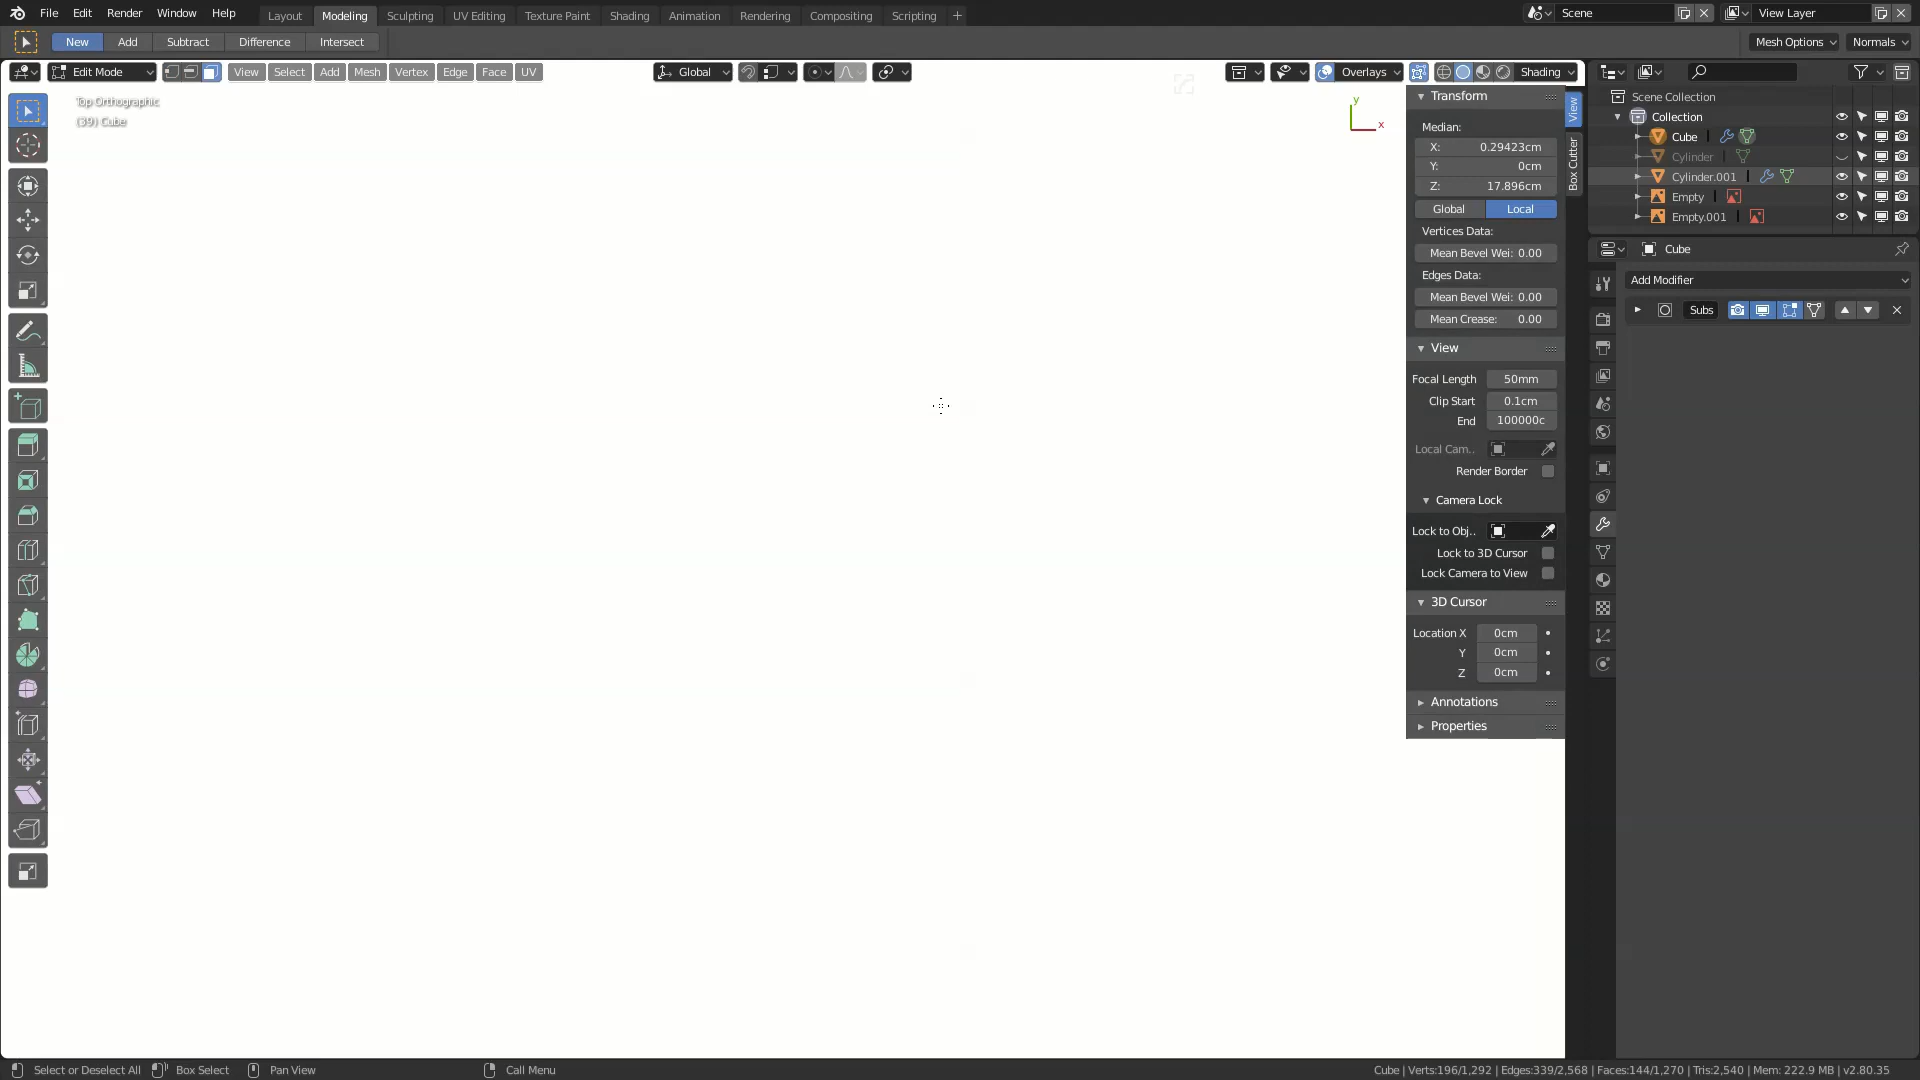 File Edit Render Window Help Layout Modeling Sculpting UV Editing Texture Paint Shading Animation Rendering Compositing Scripting + Scene View Layer
New Add Subtract Difference Intersect Mesh Options Normals
Edit Mode View Select Add Mesh Vertex Edge Face UV Global Overlays Shading
Top Orthographic
(39) Cube
y
x
Transform
Median:
X: 0.29423cm
Y: 0cm
Z: 17.896cm
Global Local
Vertices Data:
Mean Bevel Wei: 0.00
Edges Data:
Mean Bevel Wei: 0.00
Mean Crease: 0.00
View
Focal Length 50mm
Clip Start 0.1cm
End 100000c
Local Cam..
Render Border
Camera Lock
Lock to Obj..
Lock to 3D Cursor
Lock Camera to View
3D Cursor
Location X 0cm
Y 0cm
Z 0cm
Annotations
Properties
View
Box Cutter
Scene Collection
Collection
Cube
Cylinder
Cylinder.001
Empty
Empty.001
Cube
Add Modifier
Subs
Select or Deselect All Box Select Pan View Call Menu Cube | Verts:196/1,292 | Edges:339/2,568 | Faces:144/1,270 | Tris:2,540 | Mem: 222.9 MB | v2.80.35